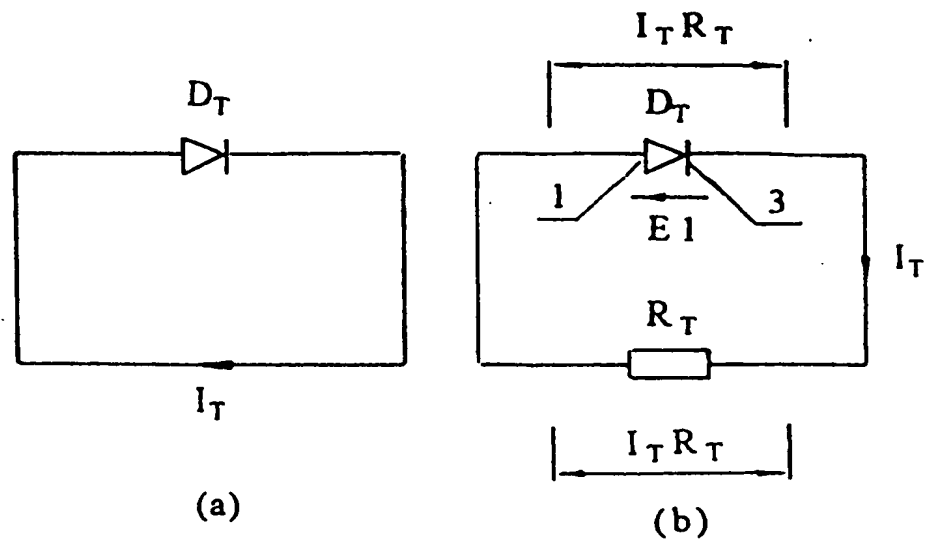 D_T
I_T
(a)
I_T R_T
D_T
1
3
E 1
I_T
R_T
I_T R_T
(b)